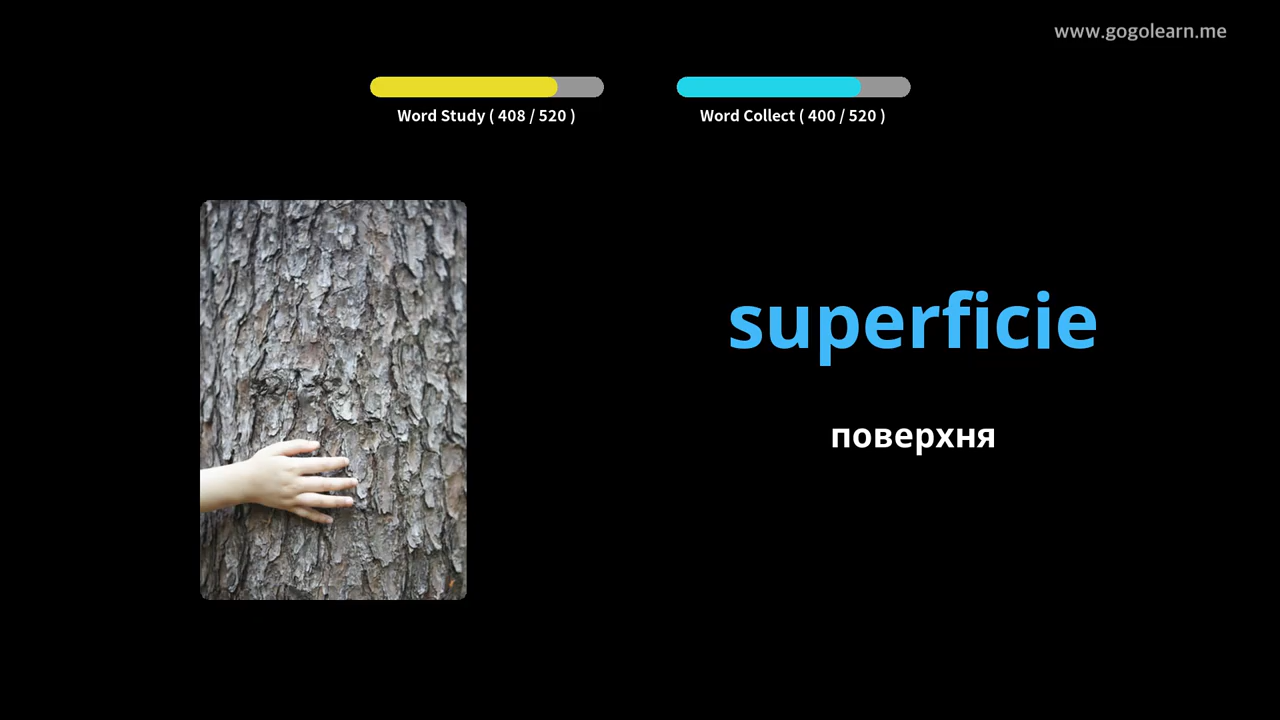 www.gogolearn.me
Word Study ( 408 / 520 )
Word Collect ( 400 / 520 )
superficie
поверхня